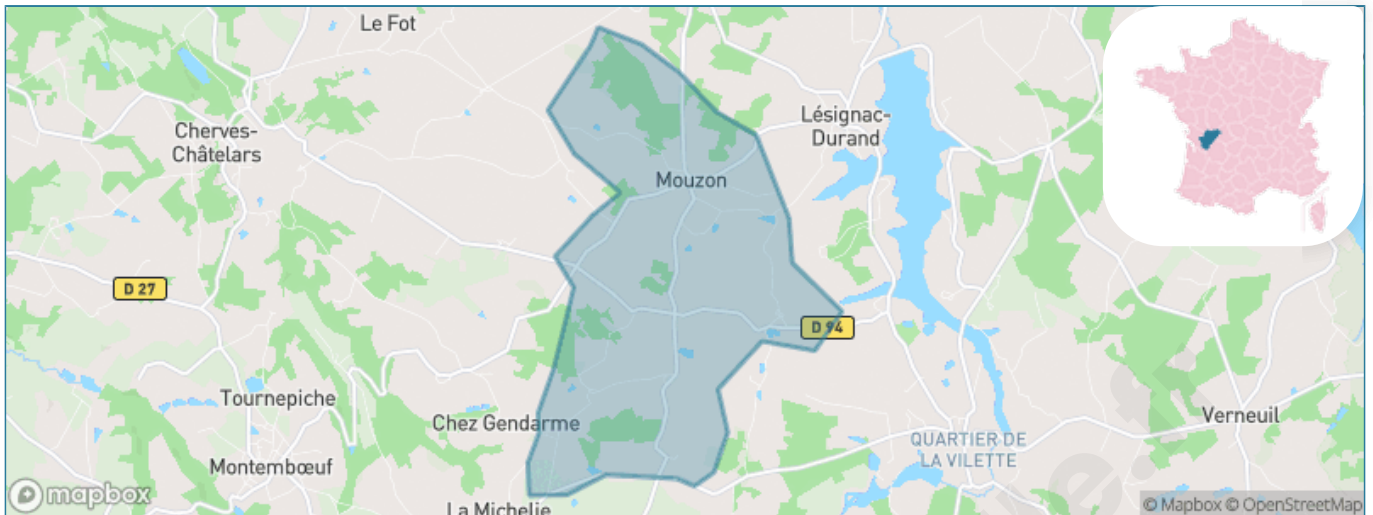 Le Fot
Cherves-
Châtelars
Lésignac-
Durand
Mouzon
D 27
D 94
Tournepiche
Chez Gendarme
Verneuil
QUARTIER DE
LA VILETTE
Montembœuf
La Michelie
mapbox
© Mapbox © OpenStreetMap